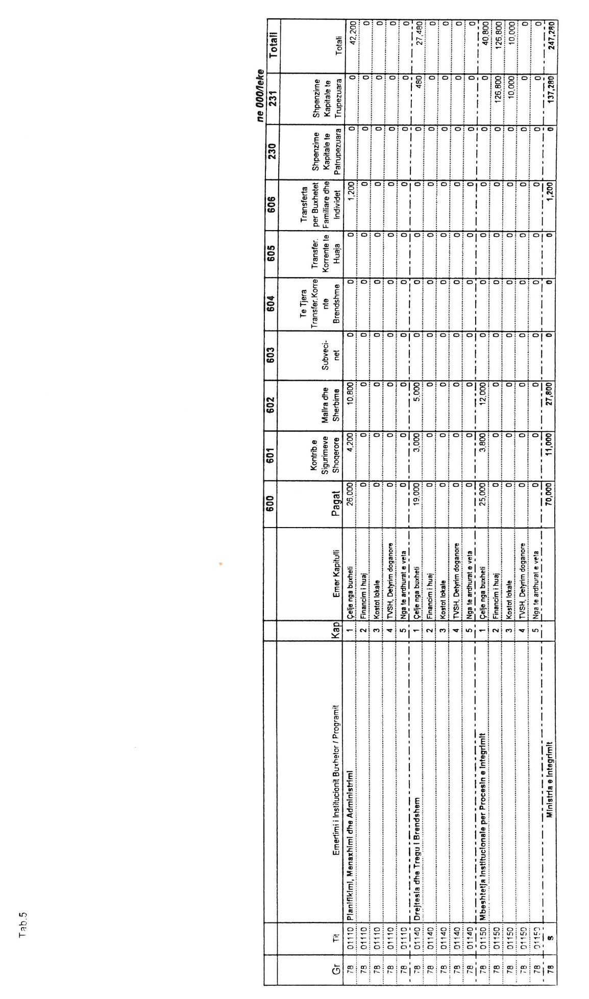 Tab.5
ne 000/leke
600 601 602 603 604 605 606 230 231 Totali
Gr Tit Emertimi i Institucionit Buxhetor / Programit Kap Emer Kapitulli Pagat Kontrib.e Sigurimeve Shoqerore Mallra dhe Sherbime Subveci-net Te Tjera Transfer.Korrente Brendshme Transfer. Korrente te Huaja Transferta per Buxhetet Familiare dhe Individet Shpenzime Kapitale te Patrupezuara Shpenzime Kapitale te Trupezuara Totali
78 01110 Planifikimi, Menaxhimi dhe Administrimi 1 Çelje nga buxheti 26,000 4,200 10,800 0 0 0 1,200 0 0 42,200
78 01110 2 Financim i huaj 0 0 0 0 0 0 0 0 0 0
78 01110 3 Kostot lokale 0 0 0 0 0 0 0 0 0 0
78 01110 4 TVSH, Detyrim doganore 0 0 0 0 0 0 0 0 0 0
78 01110 5 Nga te ardhurat e veta 0 0 0 0 0 0 0 0 0 0
78 01140 Drejtesia dhe Tregu i Brendshem 1 Çelje nga buxheti 19,000 3,000 5,000 0 0 0 0 0 480 27,480
78 01140 2 Financim i huaj 0 0 0 0 0 0 0 0 0 0
78 01140 3 Kostot lokale 0 0 0 0 0 0 0 0 0 0
78 01140 4 TVSH, Detyrim doganore 0 0 0 0 0 0 0 0 0 0
78 01140 5 Nga te ardhurat e veta 0 0 0 0 0 0 0 0 0 0
78 01150 Mbeshtetja Institucionale per Procesin e Integrimit 1 Çelje nga buxheti 25,000 3,800 12,000 0 0 0 0 0 0 40,800
78 01150 2 Financim i huaj 0 0 0 0 0 0 0 0 126,800 126,800
78 01150 3 Kostot lokale 0 0 0 0 0 0 0 0 10,000 10,000
78 01150 4 TVSH, Detyrim doganore 0 0 0 0 0 0 0 0 0 0
78 01150 5 Nga te ardhurat e veta 0 0 0 0 0 0 0 0 0 0
78 S Ministria e Integrimit 70,000 11,000 27,800 0 0 0 1,200 0 137,280 247,280